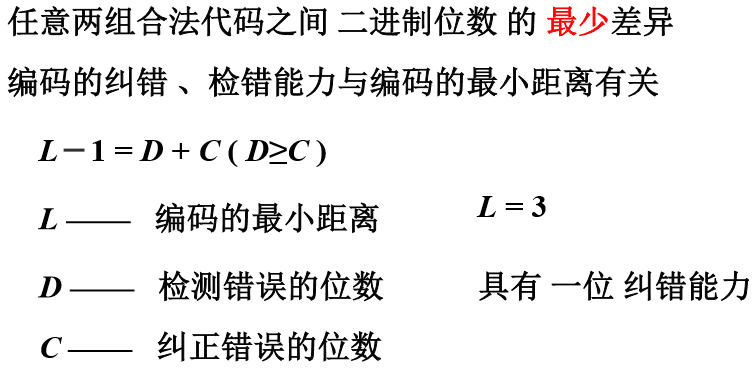 任意两组合法代码之间 二进制位数 的 最少差异
编码的纠错 、检错能力与编码的最小距离有关
L－1 = D + C ( D≥C )
L —— 编码的最小距离
L = 3
D —— 检测错误的位数
具有 一位 纠错能力
C —— 纠正错误的位数